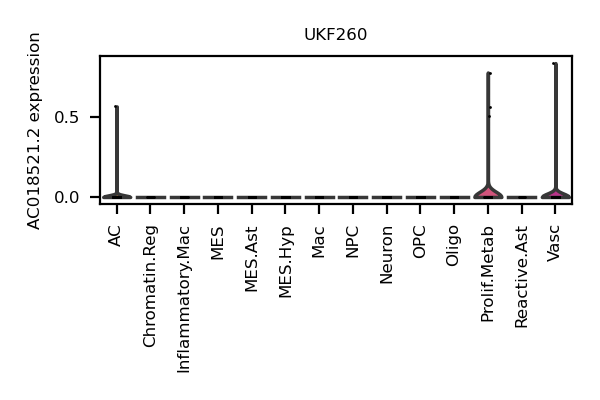 UKF260
AC018521.2 expression
0.5
0.0
AC
Chromatin.Reg
Inflammatory.Mac
MES
MES.Ast
MES.Hyp
Mac
NPC
Neuron
OPC
Oligo
Prolif.Metab
Reactive.Ast
Vasc